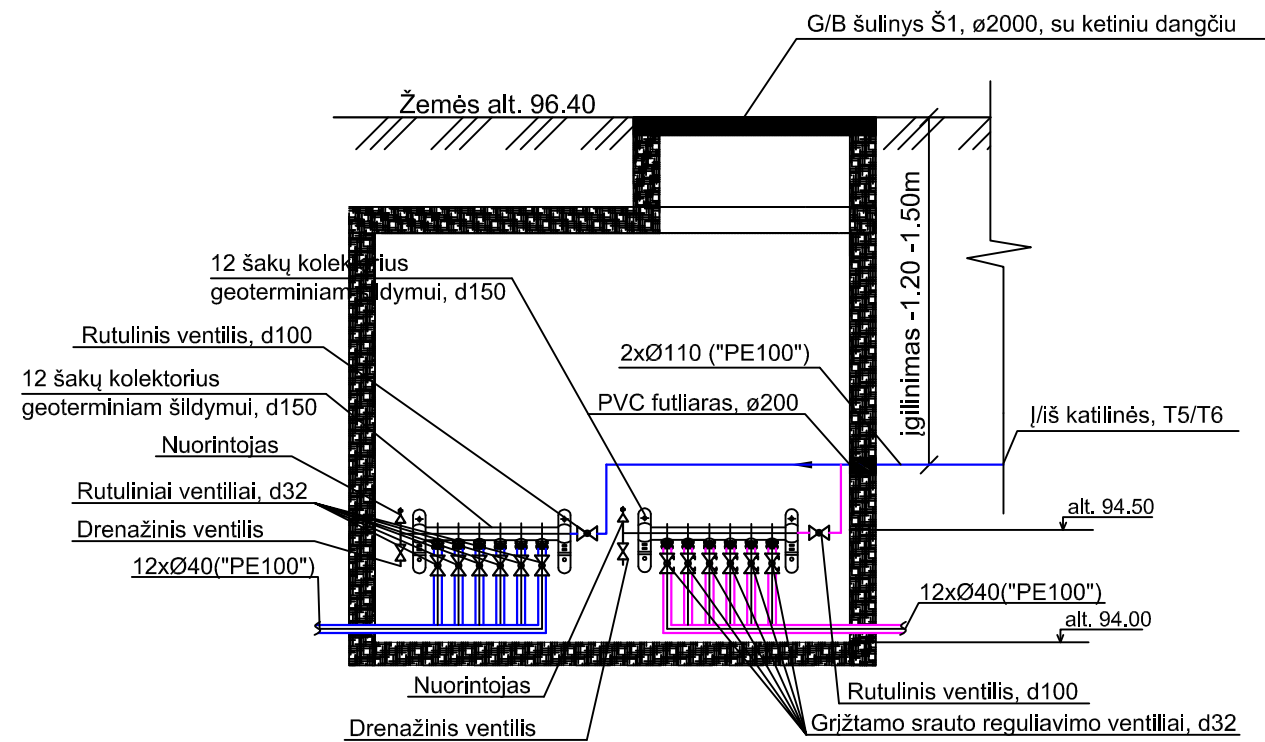 G/B šulinys Š1, ø2000, su ketiniu dangčiu
Žemės alt. 96.40
įgilinimas -1.20 -1.50m
12 šakų kolektorius
geoterminiam šildymui, d150
Rutulinis ventilis, d100
2xØ110 ("PE100")
12 šakų kolektorius
geoterminiam šildymui, d150
PVC futliaras, ø200
Į/iš katilinės, T5/T6
Nuorintojas
Rutuliniai ventiliai, d32
alt. 94.50
Drenažinis ventilis
12xØ40("PE100")
12xØ40("PE100")
alt. 94.00
Nuorintojas
Rutulinis ventilis, d100
Drenažinis ventilis
Grįžtamo srauto reguliavimo ventiliai, d32